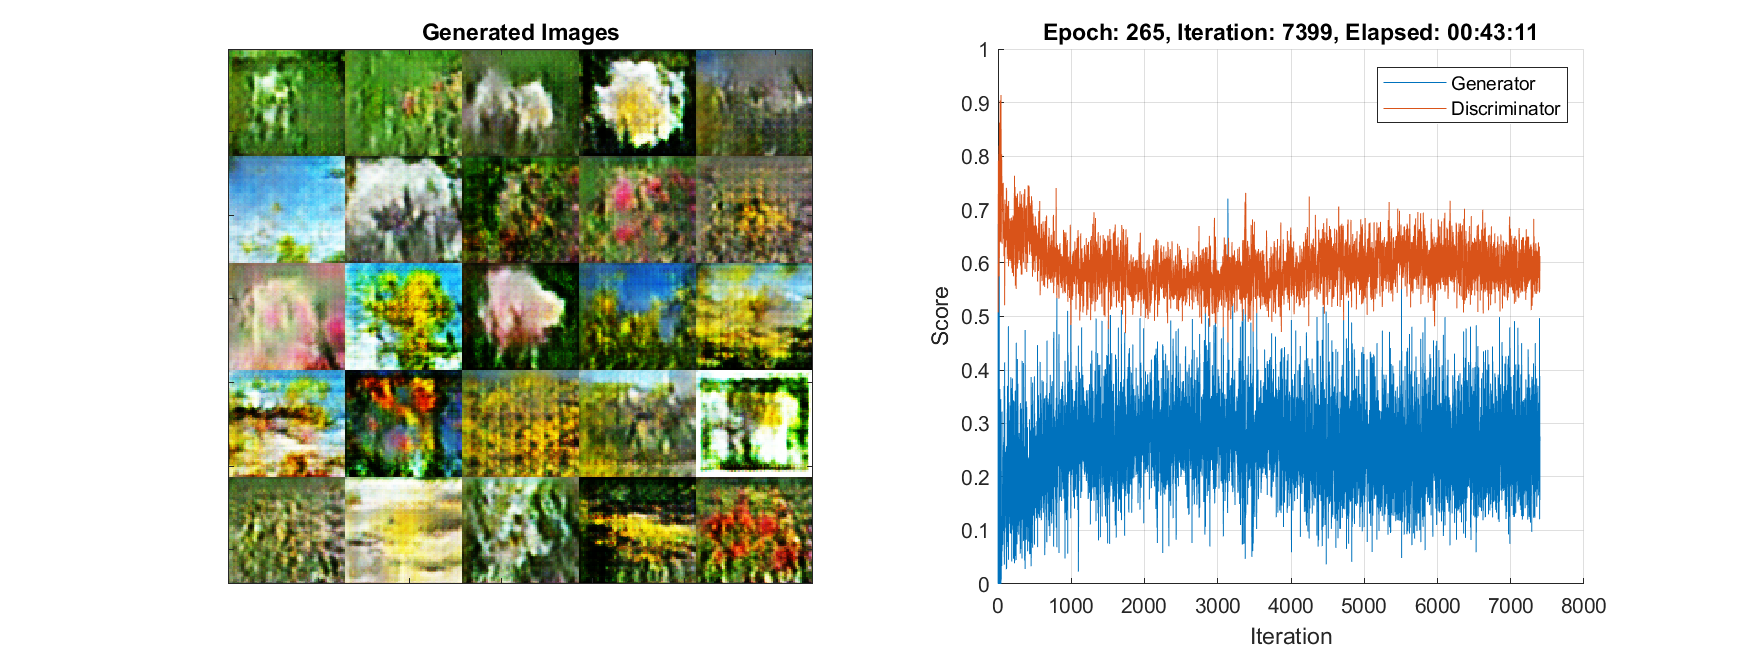 Generated Images
Epoch: 265, Iteration: 7399, Elapsed: 00:43:11
Generator
Discriminator
1
0.9
0.8
0.7
0.6
0.5
0.4
0.3
0.2
0.1
0
Score
0 1000 2000 3000 4000 5000 6000 7000 8000
Iteration